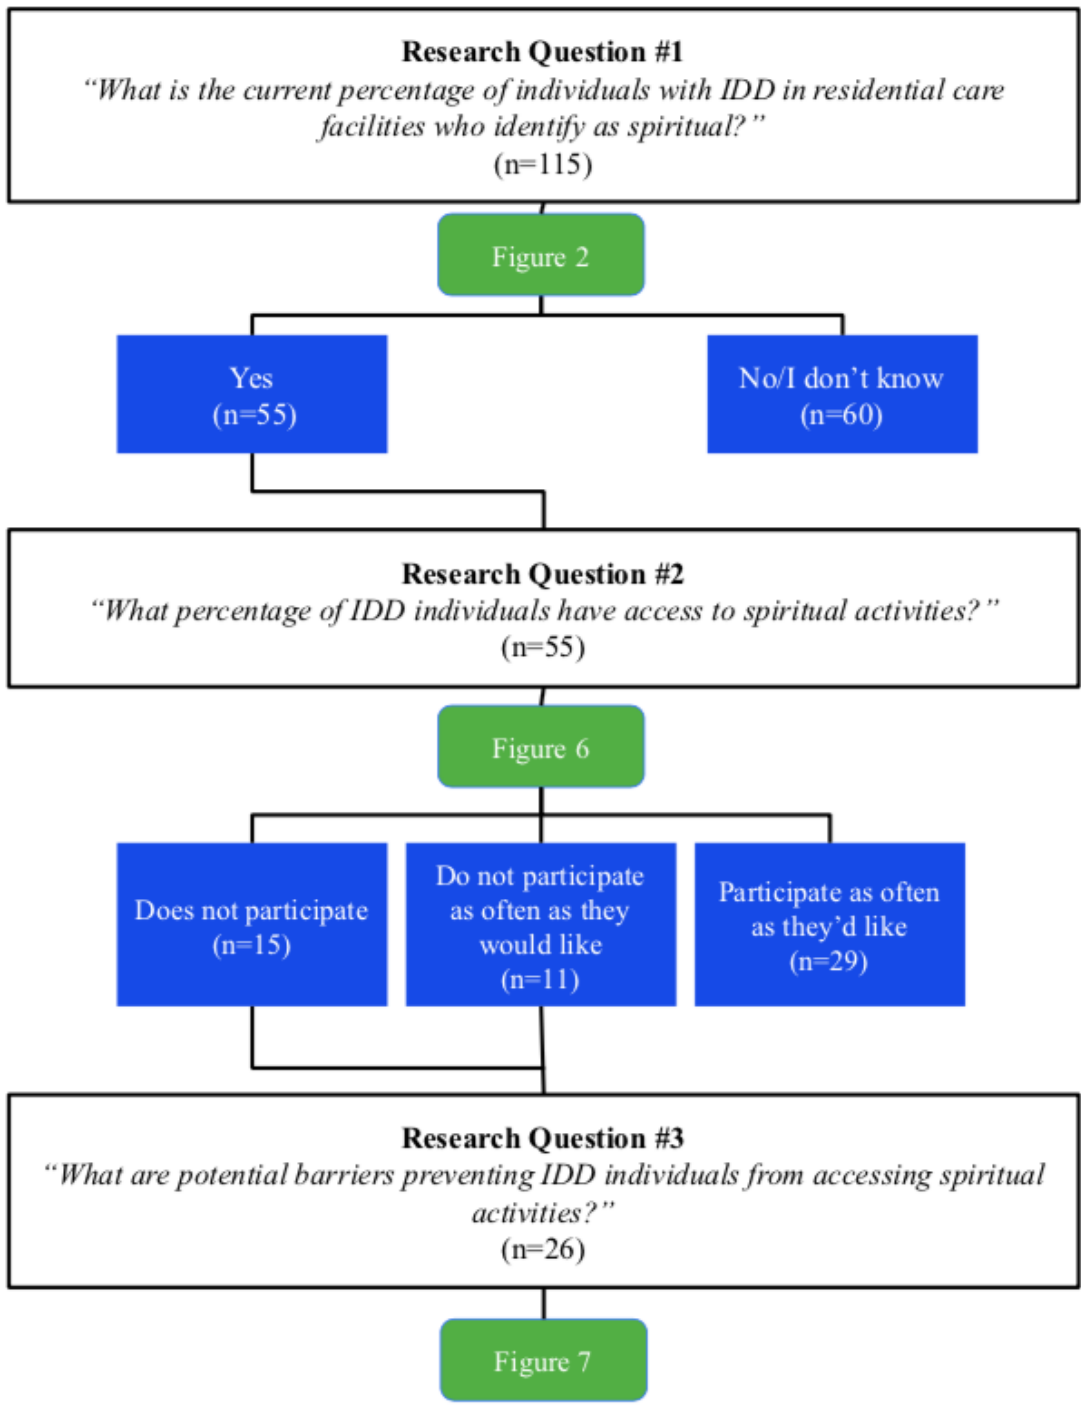 Research Question #1
“What is the current percentage of individuals with IDD in residential care
facilities who identify as spiritual?”
(n=115)
Figure 2
Yes
(n=55)
No/I don’t know
(n=60)
Research Question #2
“What percentage of IDD individuals have access to spiritual activities?”
(n=55)
Figure 6
Does not participate
(n=15)
Do not participate
as often as they
would like
(n=11)
Participate as often
as they’d like
(n=29)
Research Question #3
“What are potential barriers preventing IDD individuals from accessing spiritual
activities?”
(n=26)
Figure 7